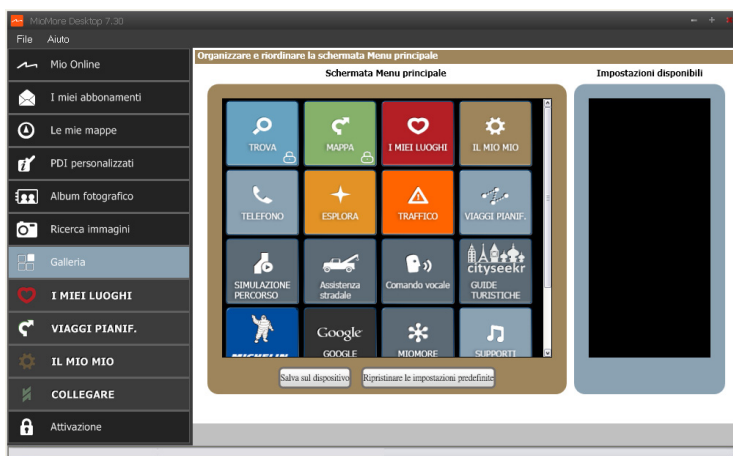 MioMore Desktop 7.30
File Aiuto
Mio Online
I miei abbonamenti
Le mie mappe
PDI personalizzati
Album fotografico
Ricerca immagini
Galleria
I MIEI LUOGHI
VIAGGI PIANIF.
IL MIO MIO
COLLEGARE
Attivazione
Organizzare e riordinare la schermata Menu principale
Schermata Menu principale
Impostazioni disponibili
TROVA
MAPPA
I MIEI LUOGHI
IL MIO MIO
TELEFONO
ESPLORA
TRAFFICO
VIAGGI PIANIF.
SIMULAZIONE
PERCORSO
Assistenza
stradale
Comando vocale
cityseekr
GUIDE
TURISTICHE
MICHELIN
Google
GOOGLE
MIOMORE
SUPPORTI
Salva sul dispositivo
Ripristinare le impostazioni predefinite